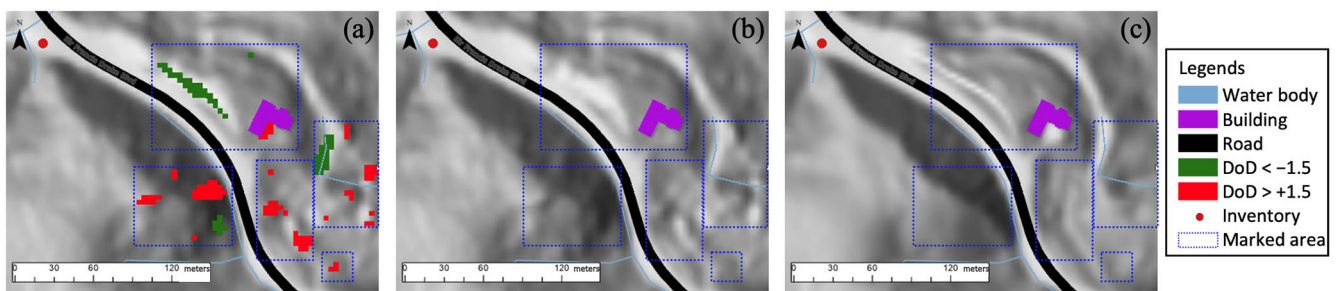 N (a)
N (b)
N (c)
0 30 60 120 meters
0 30 60 120 meters
0 30 60 120 meters
Legends
Water body
Building
Road
DoD < −1.5
DoD > +1.5
Inventory
Marked area